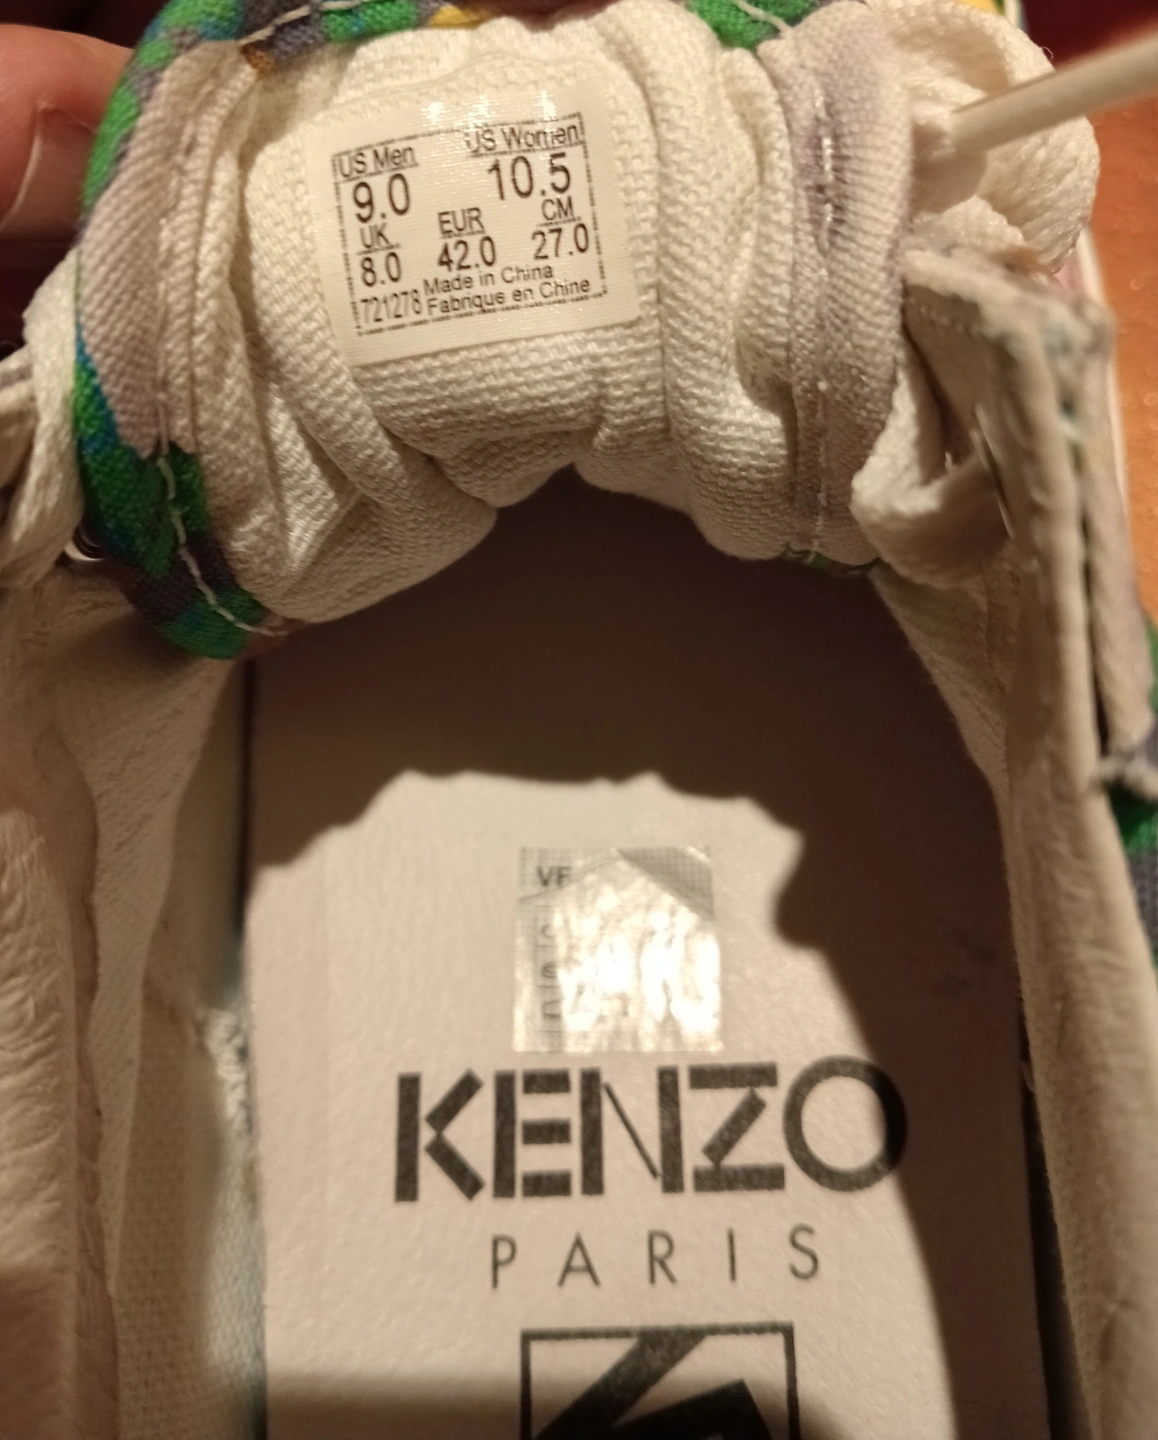 US Men US Women
9.0 10.5
UK EUR CM
8.0 42.0 27.0
Made in China
721278 Fabrique en Chine
KENZO
PARIS